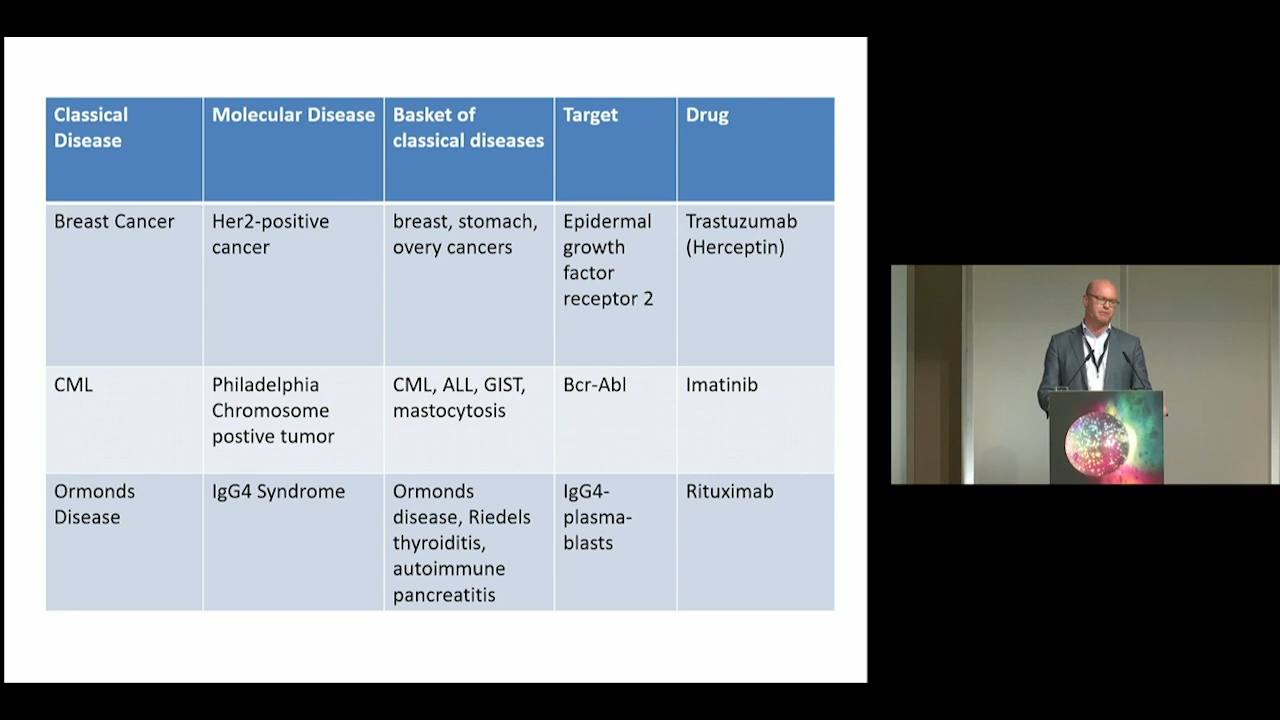 Classical
Disease
Molecular Disease
Basket of
classical diseases
Target
Drug
Breast Cancer
Her2-positive
cancer
breast, stomach,
overy cancers
Epidermal
growth
factor
receptor 2
Trastuzumab
(Herceptin)
CML
Philadelphia
Chromosome
postive tumor
CML, ALL, GIST,
mastocytosis
Bcr-Abl
Imatinib
Ormonds
Disease
IgG4 Syndrome
Ormonds
disease, Riedels
thyroiditis,
autoimmune
pancreatitis
IgG4-
plasma-
blasts
Rituximab